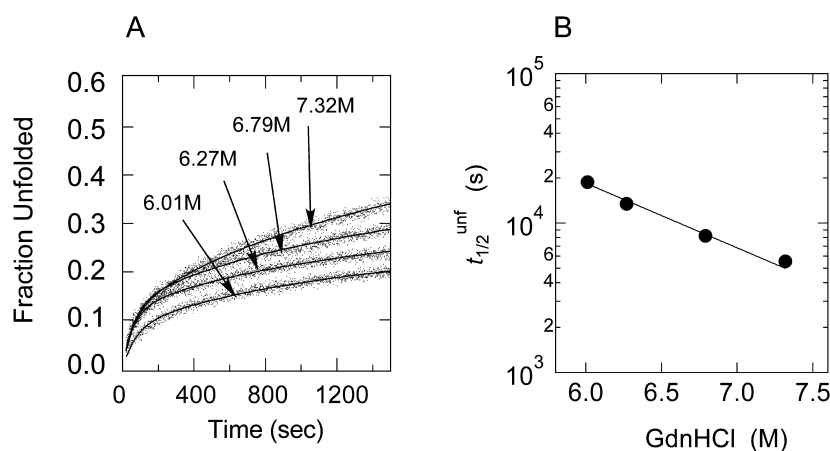 A
Fraction Unfolded
0.6
0.5
0.4
0.3
0.2
0.1
0.0
7.32M
6.79M
6.27M
6.01M
0 400 800 1200
Time (sec)
B
t1/2 unf (s)
10^5
6
4
2
10^4
6
4
2
10^3
6.0 6.5 7.0 7.5
GdnHCl (M)